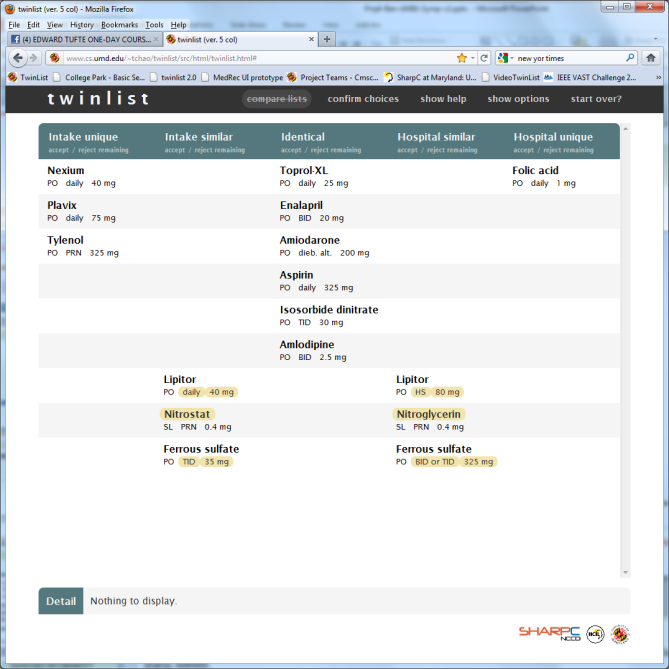 twinlist (ver. 5 col) - Mozilla Firefox
File Edit View History Bookmarks Tools Help
(4) EDWARD TUFTE ONE-DAY COURS... × twinlist (ver. 5 col) × +
www.cs.umd.edu/~tchao/twinlist/src/html/twinlist.html# new yor times
TwinList College Park - Basic Se... twinlist 2.0 MedRec UI prototype Project Teams - Cmsc... SharpC at Maryland: U... VideoTwinList IEEE VAST Challenge 2... »
twinlist compare lists confirm choices show help show options start over?
Intake unique Intake similar Identical Hospital similar Hospital unique
accept / reject remaining accept / reject remaining accept / reject remaining accept / reject remaining accept / reject remaining
Nexium Toprol-XL Folic acid
PO daily 40 mg PO daily 25 mg PO daily 1 mg
Plavix Enalapril
PO daily 75 mg PO BID 20 mg
Tylenol Amiodarone
PO PRN 325 mg PO dieb. alt. 200 mg
Aspirin
PO daily 325 mg
Isosorbide dinitrate
PO TID 30 mg
Amlodipine
PO BID 2.5 mg
Lipitor Lipitor
PO daily 40 mg PO HS 80 mg
Nitrostat Nitroglycerin
SL PRN 0.4 mg SL PRN 0.4 mg
Ferrous sulfate Ferrous sulfate
PO TID 35 mg PO BID or TID 325 mg
Detail Nothing to display.
SHARPC
NCCD